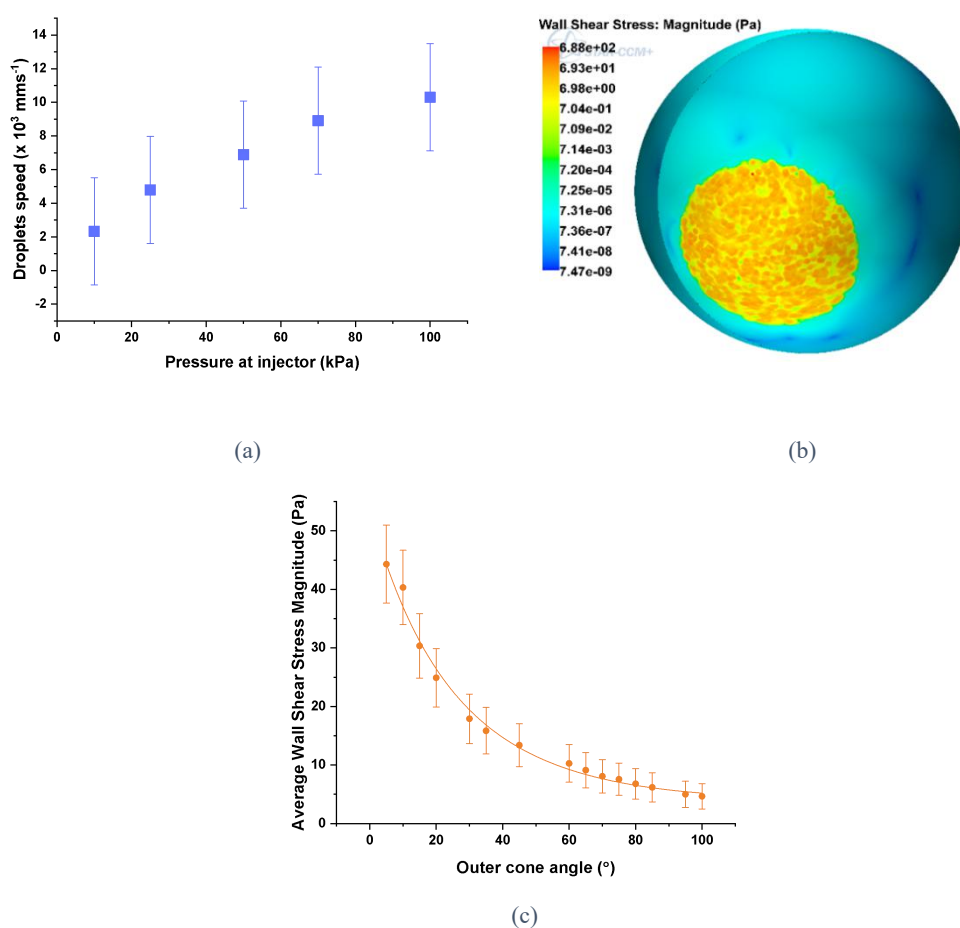 14
12
10
8
6
4
2
0
-2
0 20 40 60 80 100
Droplets speed (x 10³ mms⁻¹)
Pressure at injector (kPa)
(a)
Wall Shear Stress: Magnitude (Pa)
6.88e+02
6.93e+01
6.98e+00
7.04e-01
7.09e-02
7.14e-03
7.20e-04
7.25e-05
7.31e-06
7.36e-07
7.41e-08
7.47e-09
(b)
50
40
30
20
10
0
0 20 40 60 80 100
Average Wall Shear Stress Magnitude (Pa)
Outer cone angle (°)
(c)